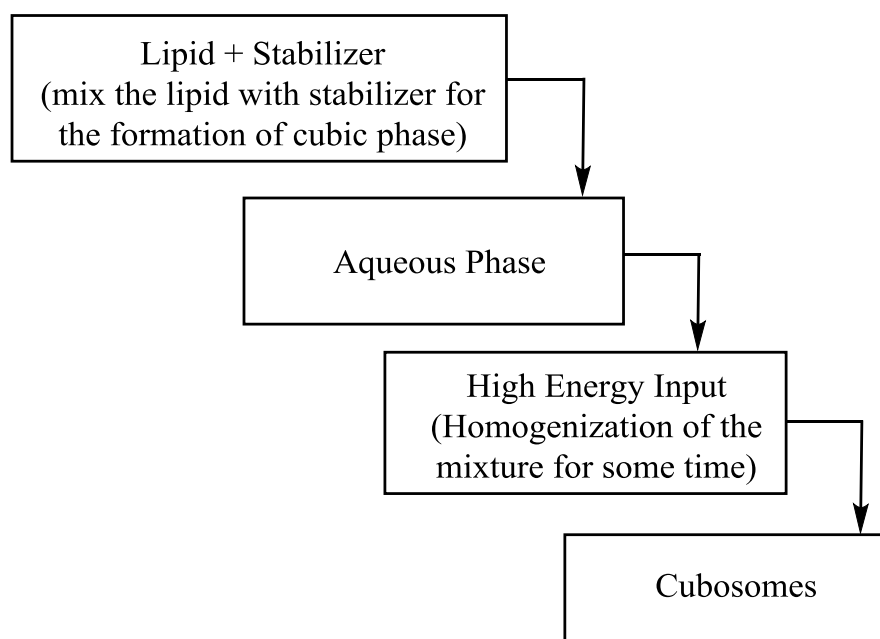 Lipid + Stabilizer
(mix the lipid with stabilizer for
the formation of cubic phase)
Aqueous Phase
High Energy Input
(Homogenization of the
mixture for some time)
Cubosomes